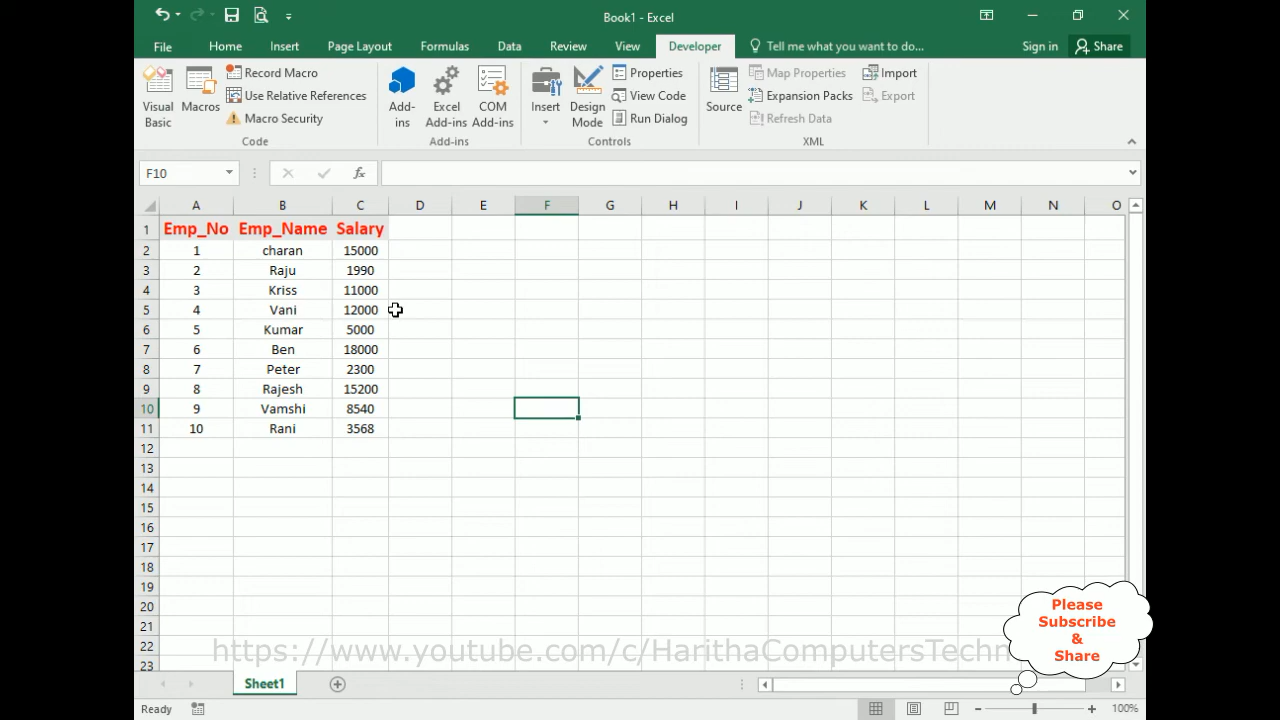 Book1 - Excel
File Home Insert Page Layout Formulas Data Review View Developer Tell me what you want to do... Sign in Share
Visual Basic
Macros
Record Macro
Use Relative References
Macro Security
Code
Add-ins
Excel Add-ins
COM Add-ins
Add-ins
Insert
Design Mode
Properties
View Code
Run Dialog
Controls
Source
Map Properties
Expansion Packs
Refresh Data
Import
Export
XML
F10 fx
A B C D E F G H I J K L M N O
1 Emp_No Emp_Name Salary
2 1 charan 15000
3 2 Raju 1990
4 3 Kriss 11000
5 4 Vani 12000
6 5 Kumar 5000
7 6 Ben 18000
8 7 Peter 2300
9 8 Rajesh 15200
10 9 Vamshi 8540
11 10 Rani 3568
12
13
14
15
16
17
18
19
20
21
22
23
Please
Subscribe
&
Share
https://www.youtube.com/c/HarithaComputersTechn
Sheet1
Ready 100%